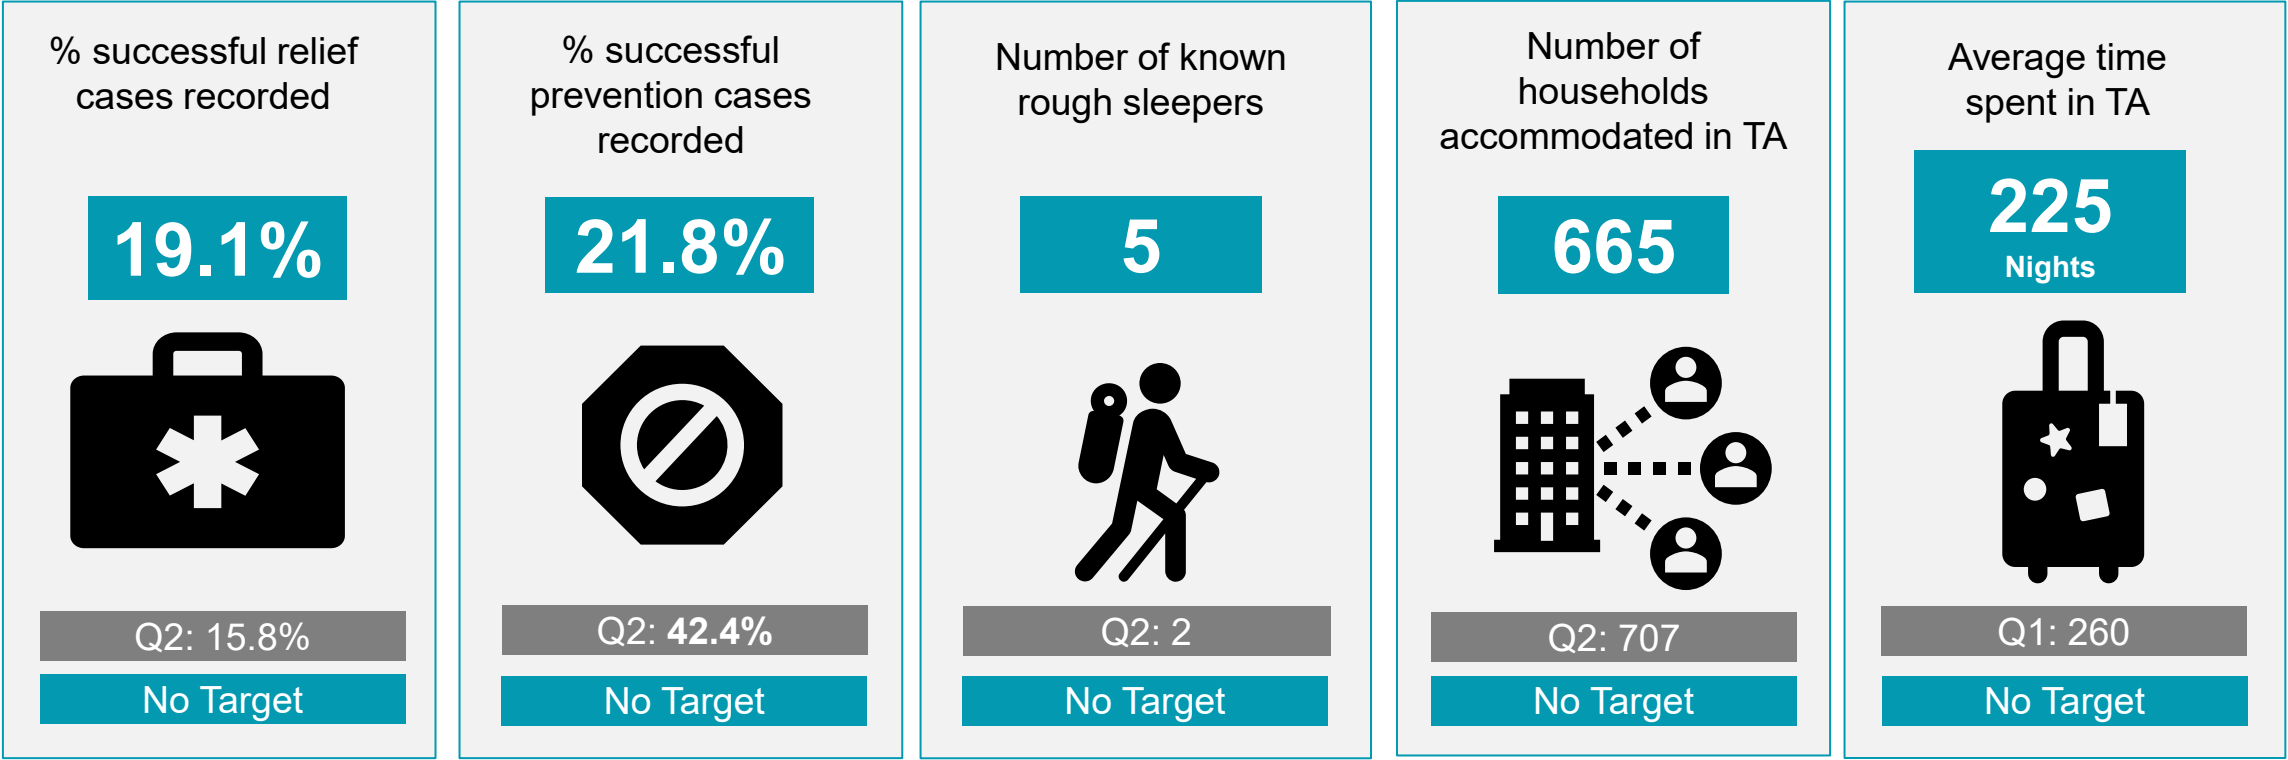 % successful relief
cases recorded
19.1%
Q2: 15.8%
No Target
% successful
prevention cases
recorded
21.8%
Q2: 42.4%
No Target
Number of known
rough sleepers
5
Q2: 2
No Target
Number of
households
accommodated in TA
665
Q2: 707
No Target
Average time
spent in TA
225
Nights
Q1: 260
No Target